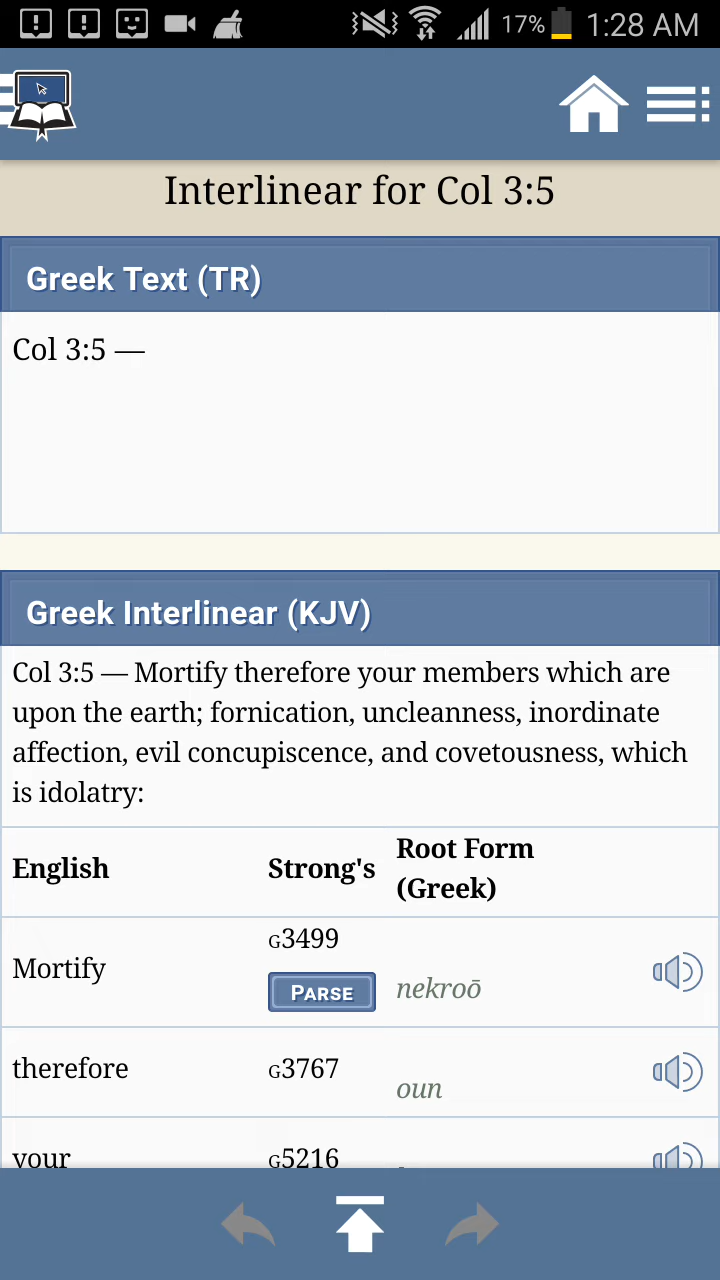 17% 1:28 AM
Interlinear for Col 3:5
Greek Text (TR)
Col 3:5 —
Greek Interlinear (KJV)
Col 3:5 — Mortify therefore your members which are
upon the earth; fornication, uncleanness, inordinate
affection, evil concupiscence, and covetousness, which
is idolatry:
English Strong's Root Form (Greek)
Mortify G3499 PARSE nekroō
therefore G3767 oun
your G5216